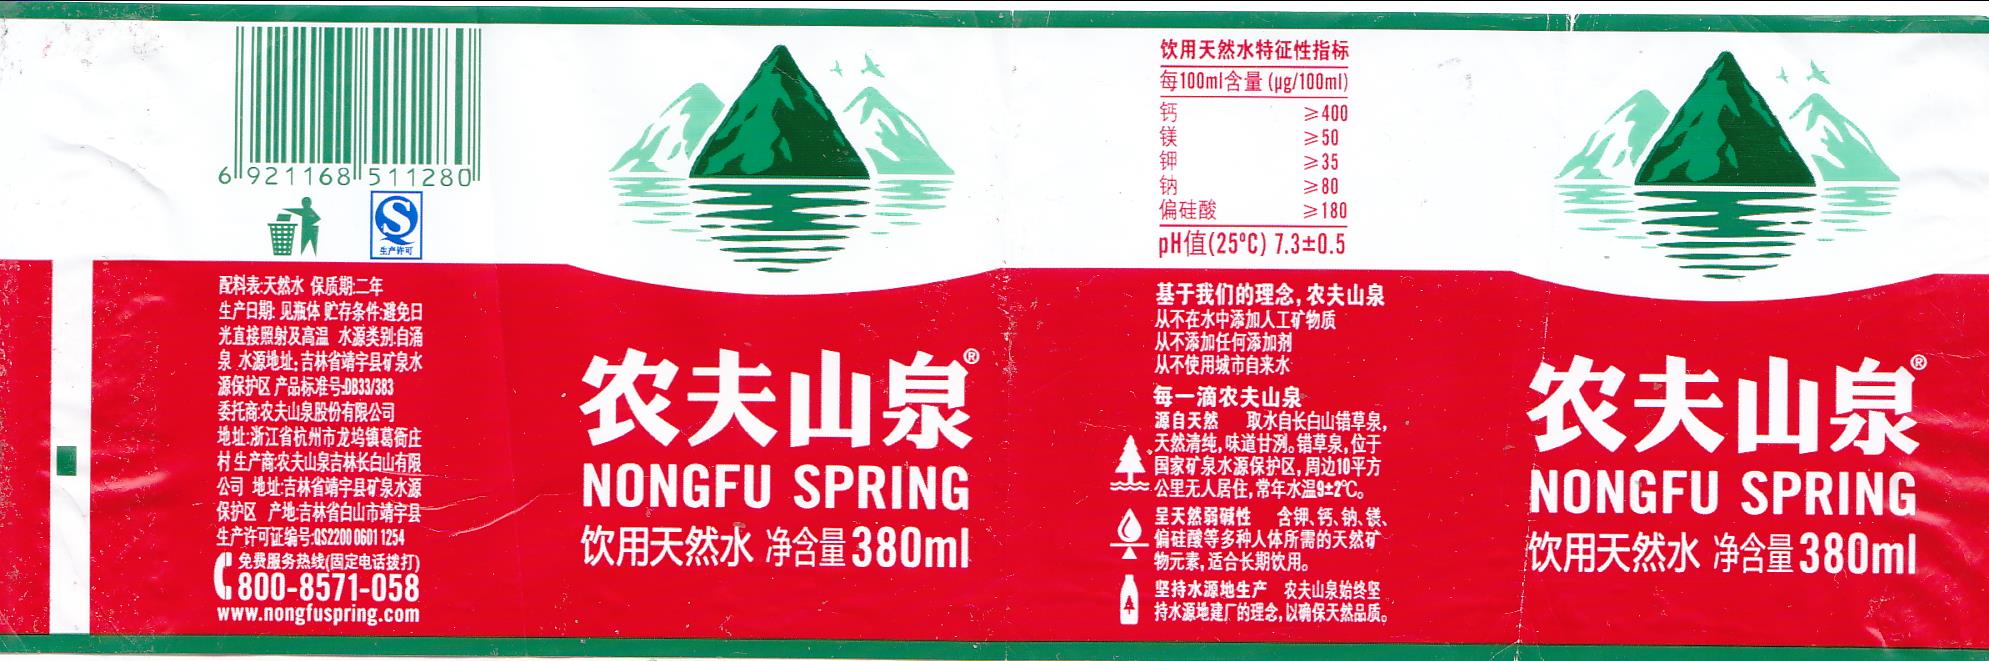 6 921168 511280
生产许可
配料表:天然水 保质期:二年
生产日期: 见瓶体 贮存条件:避免日
光直接照射及高温 水源类别:自涌
泉 水源地址: 吉林省靖宇县矿泉水
源保护区 产品标准号:DB33/383
委托商:农夫山泉股份有限公司
地址:浙江省杭州市龙坞镇葛衙庄
村 生产商:农夫山泉吉林长白山有限
公司 地址:吉林省靖宇县矿泉水源
保护区 产地:吉林省白山市靖宇县
生产许可证编号:QS2200 0601 1254
免费服务热线(固定电话拨打)
800-8571-058
www.nongfuspring.com
农夫山泉®
NONGFU SPRING
饮用天然水 净含量380ml
饮用天然水特征性指标
每100ml含量 (μg/100ml)
钙 ≥400
镁 ≥50
钾 ≥35
钠 ≥80
偏硅酸 ≥180
pH值(25℃) 7.3±0.5
基于我们的理念,农夫山泉
从不在水中添加人工矿物质
从不添加任何添加剂
从不使用城市自来水
每一滴农夫山泉
源自天然 取水自长白山错草泉,
天然清纯,味道甘洌。错草泉,位于
国家矿泉水源保护区,周边10平方
公里无人居住,常年水温9±2℃。
呈天然弱碱性 含钾、钙、钠、镁、
偏硅酸等多种人体所需的天然矿
物元素,适合长期饮用。
坚持水源地生产 农夫山泉始终坚
持水源地建厂的理念,以确保天然品质。
农夫山泉®
NONGFU SPRING
饮用天然水 净含量380ml